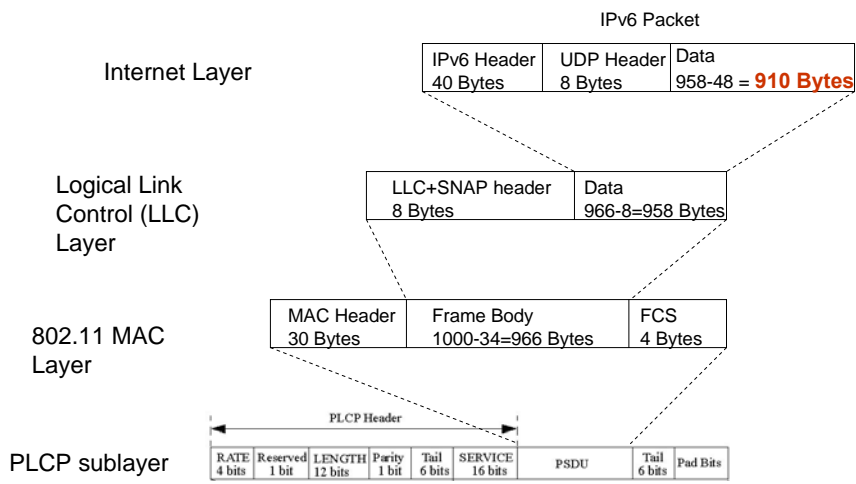 IPv6 Packet
Internet Layer
IPv6 Header
40 Bytes
UDP Header
8 Bytes
Data
958-48 = 910 Bytes
Logical Link
Control (LLC)
Layer
LLC+SNAP header
8 Bytes
Data
966-8=958 Bytes
802.11 MAC
Layer
MAC Header
30 Bytes
Frame Body
1000-34=966 Bytes
FCS
4 Bytes
PLCP Header
PLCP sublayer
RATE
4 bits
Reserved
1 bit
LENGTH
12 bits
Parity
1 bit
Tail
6 bits
SERVICE
16 bits
PSDU
Tail
6 bits
Pad Bits